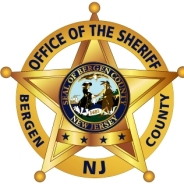 OFFICE OF THE SHERIFF
BERGEN
COUNTY
SEAL OF BERGEN COUNTY
NEW JERSEY
NJ